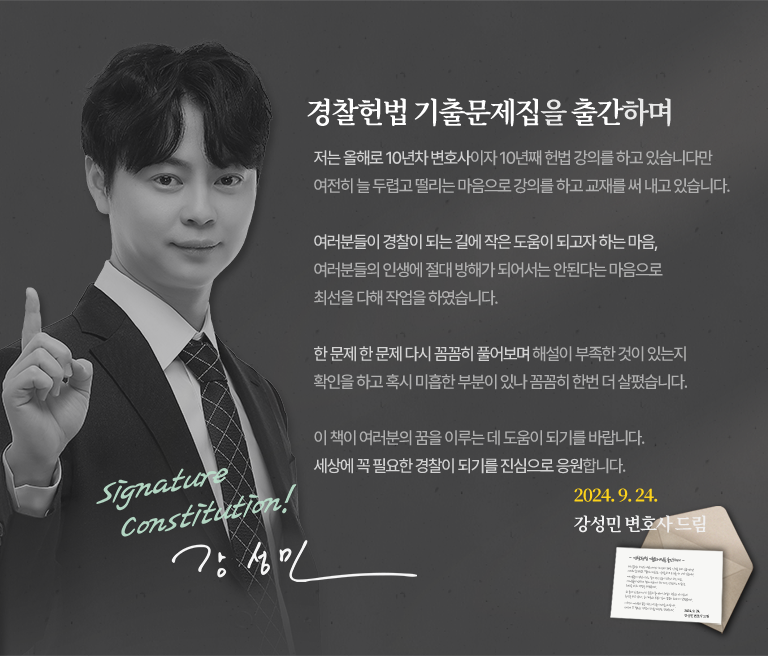 경찰헌법 기출문제집을 출간하며
저는 올해로 10년차 변호사이자 10년째 헌법 강의를 하고 있습니다만
여전히 늘 두렵고 떨리는 마음으로 강의를 하고 교재를 써 내고 있습니다.
여러분들이 경찰이 되는 길에 작은 도움이 되고자 하는 마음,
여러분들의 인생에 절대 방해가 되어서는 안된다는 마음으로
최선을 다해 작업을 하였습니다.
한 문제 한 문제 다시 꼼꼼히 풀어보며 해설이 부족한 것이 있는지
확인을 하고 혹시 미흡한 부분이 있나 꼼꼼히 한번 더 살폈습니다.
이 책이 여러분의 꿈을 이루는 데 도움이 되기를 바랍니다.
세상에 꼭 필요한 경찰이 되기를 진심으로 응원합니다.
2024. 9. 24.
강성민 변호사 드림
Signature
Constitution!
강성민